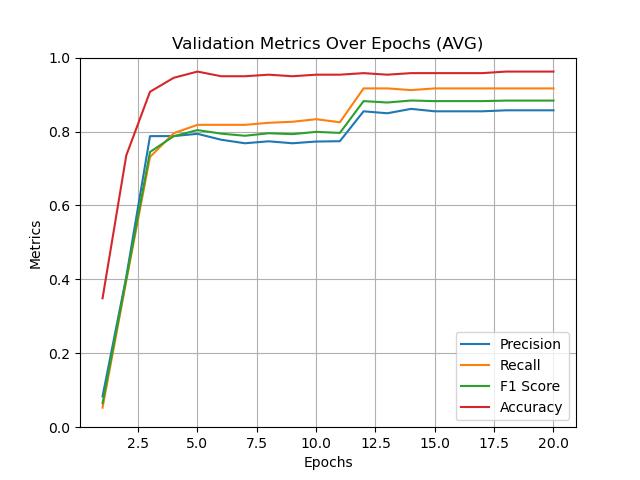 Validation Metrics Over Epochs (AVG)
1.0
0.8
0.6
0.4
0.2
0.0
Metrics
2.5 5.0 7.5 10.0 12.5 15.0 17.5 20.0
Epochs
Precision
Recall
F1 Score
Accuracy